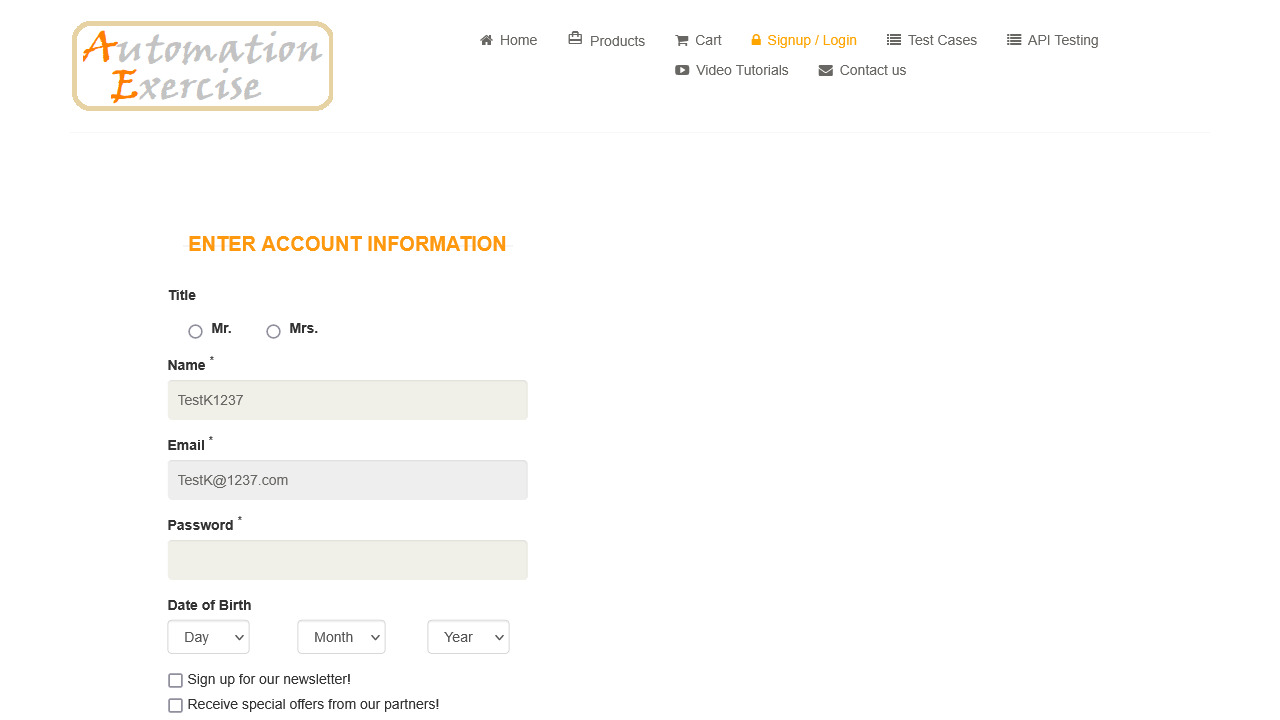 Automation
Exercise
Home Products Cart Signup / Login Test Cases API Testing
Video Tutorials Contact us
ENTER ACCOUNT INFORMATION
Title
Mr. Mrs.
Name *
TestK1237
Email *
TestK@1237.com
Password *
Date of Birth
Day Month Year
Sign up for our newsletter!
Receive special offers from our partners!